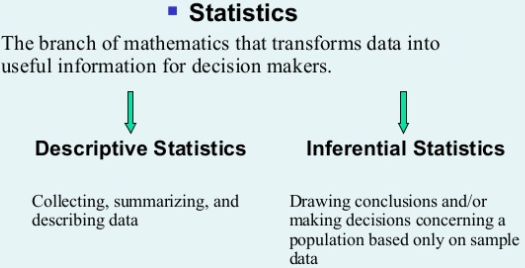 Statistics
The branch of mathematics that transforms data into
useful information for decision makers.
Descriptive Statistics
Collecting, summarizing, and
describing data
Inferential Statistics
Drawing conclusions and/or
making decisions concerning a
population based only on sample
data